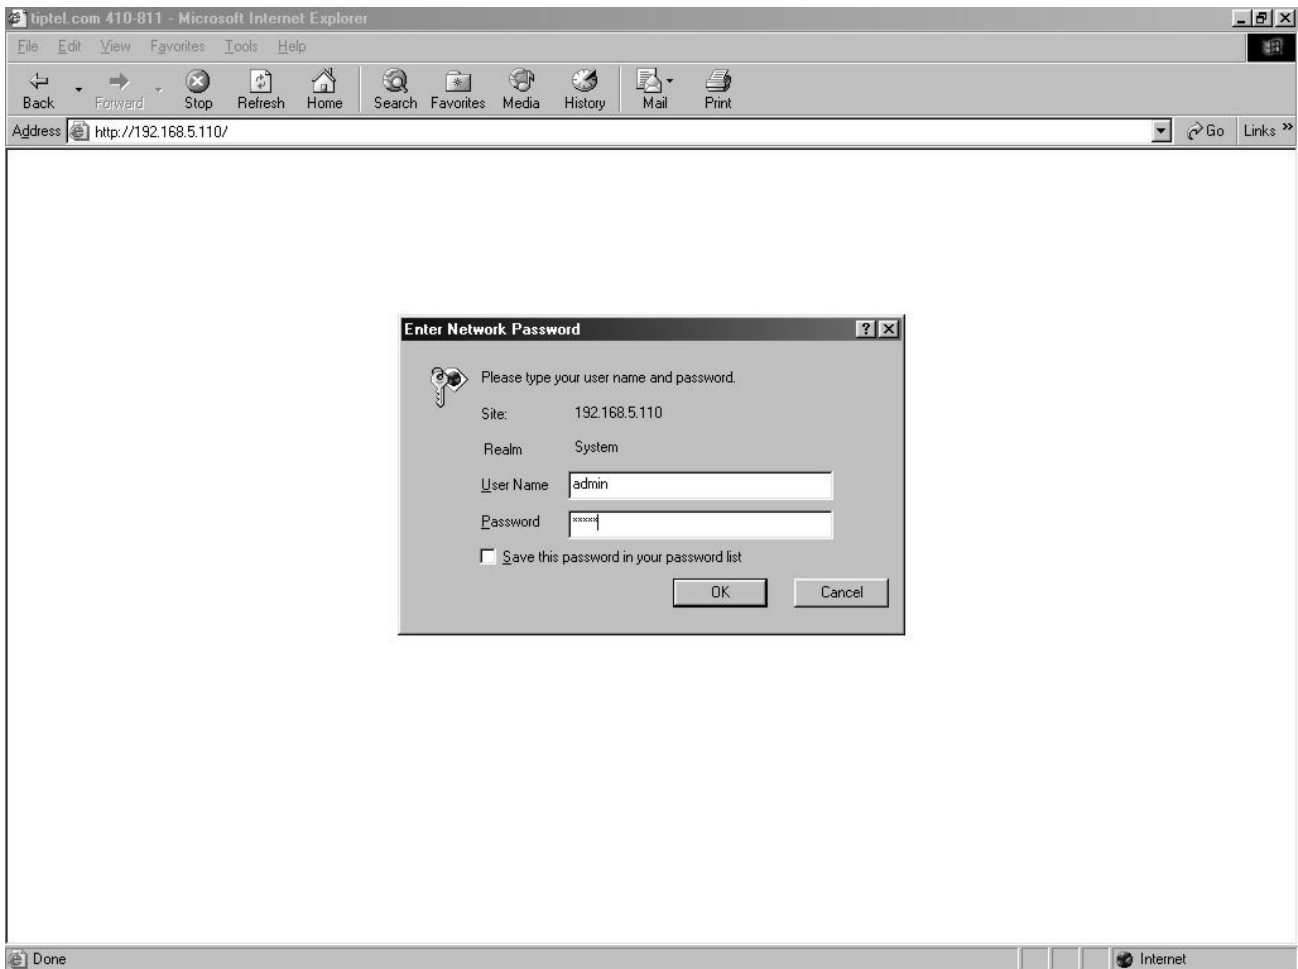 tiptel.com 410-811 - Microsoft Internet Explorer
File Edit View Favorites Tools Help
Back Forward Stop Refresh Home Search Favorites Media History Mail Print
Address http://192.168.5.110/ Go Links »
Enter Network Password
Please type your user name and password.
Site: 192.168.5.110
Realm System
User Name admin
Password xxxxx
Save this password in your password list
OK Cancel
Done Internet